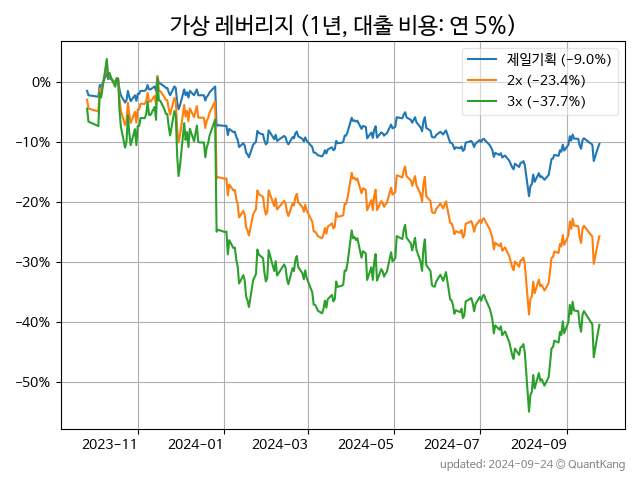 가상 레버리지 (1년, 대출 비용: 연 5%)
제일기획 (−9.0%)
2x (−23.4%)
3x (−37.7%)
0%
−10%
−20%
−30%
−40%
−50%
2023-11
2024-01
2024-03
2024-05
2024-07
2024-09
updated: 2024-09-24 © QuantKang